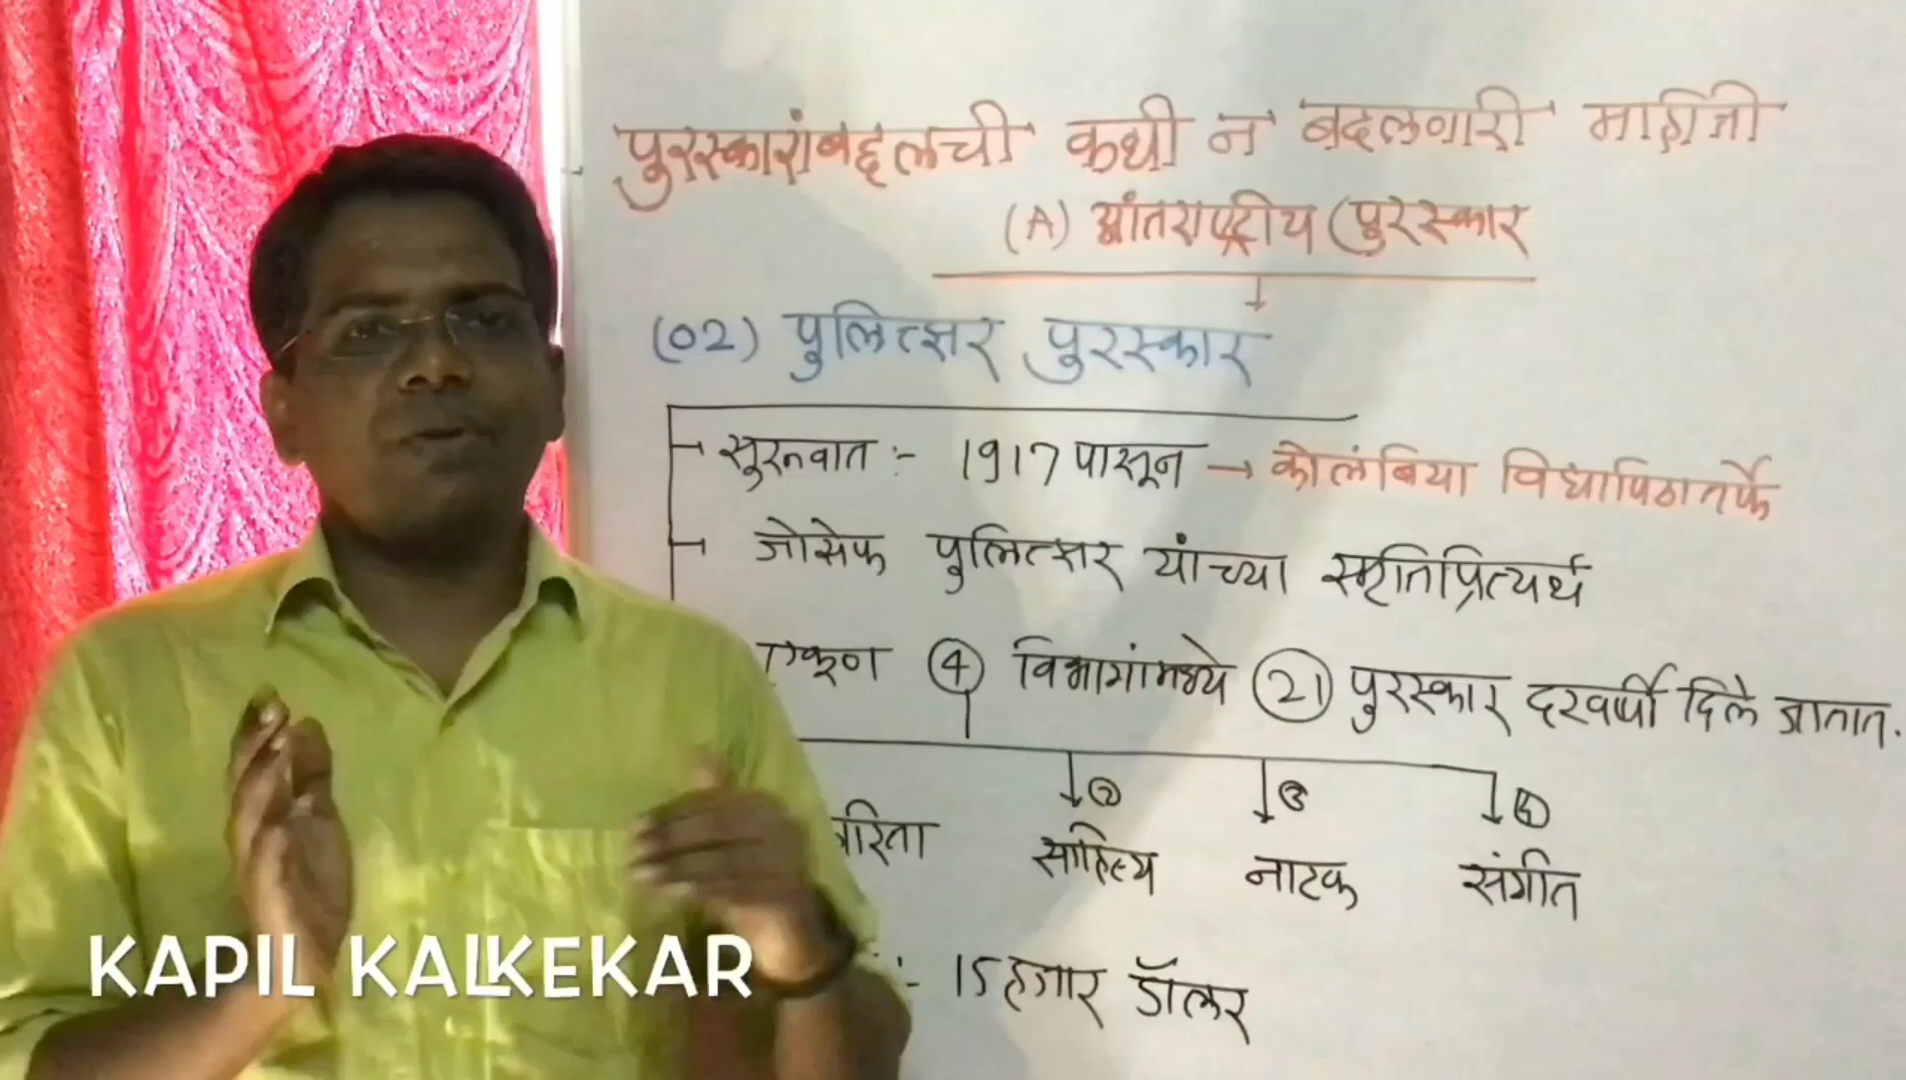 पुरस्कारांबद्दलची कधी न बदलणारी माहिती
(A) आंतरराष्ट्रीय पुरस्कार
(02) पुलित्झर पुरस्कार
सुरुवात :- 1917 पासून → कोलंबिया विद्यापिठातर्फे
जोसेफ पुलित्झर यांच्या स्मृतिप्रित्यर्थ
एकूण 4 विभागांमध्ये 21 पुरस्कार दरवर्षी दिले जातात.
② ③ ④
रिता साहित्य नाटक संगीत
:- 15 हजार डॉलर
KAPIL KALKEKAR